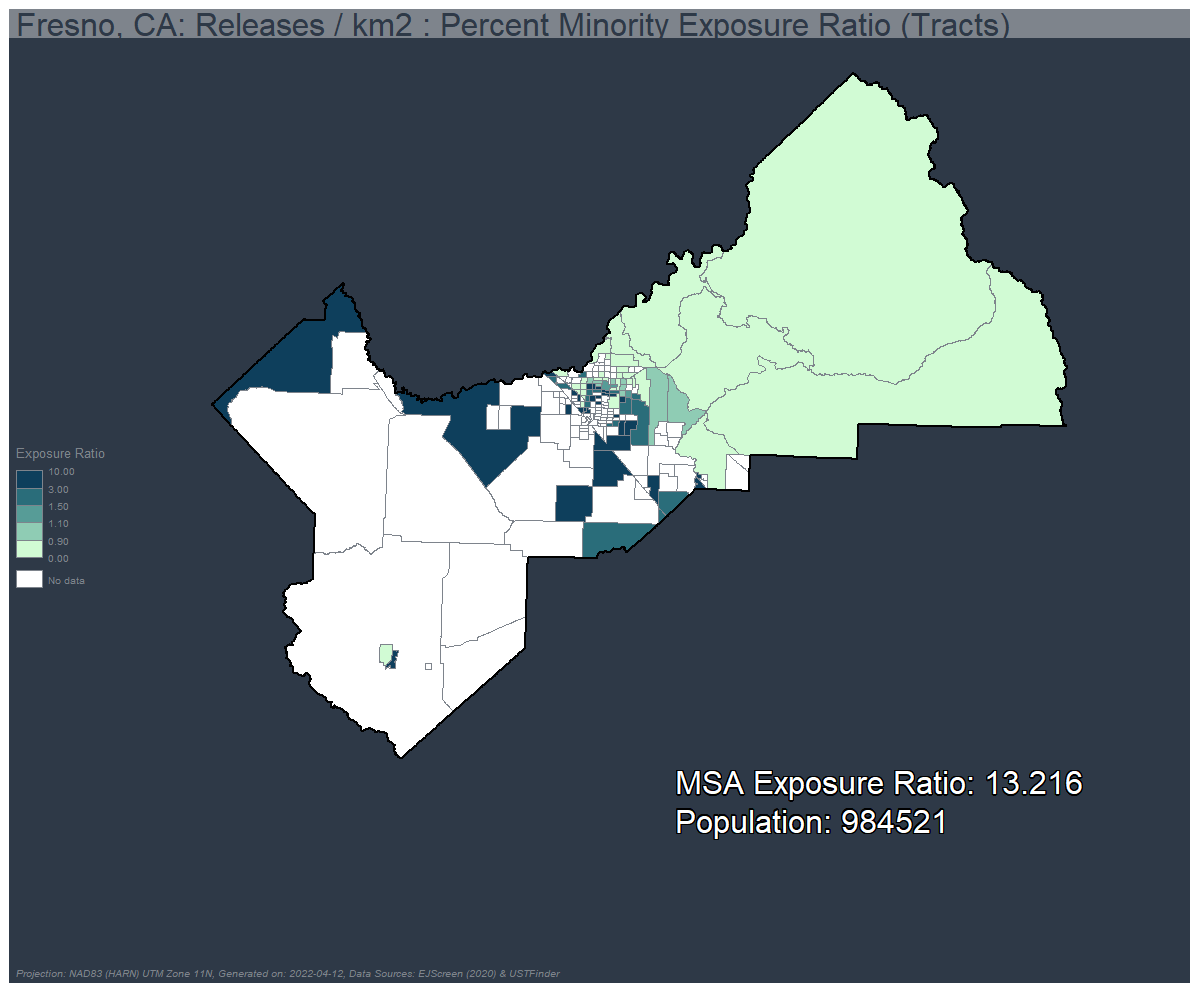 Fresno, CA: Releases / km2 : Percent Minority Exposure Ratio (Tracts)
Exposure Ratio
10.00
3.00
1.50
1.10
0.90
0.00
No data
MSA Exposure Ratio: 13.216
Population: 984521
Projection: NAD83 (HARN) UTM Zone 11N, Generated on: 2022-04-12, Data Sources: EJScreen (2020) & USTFinder